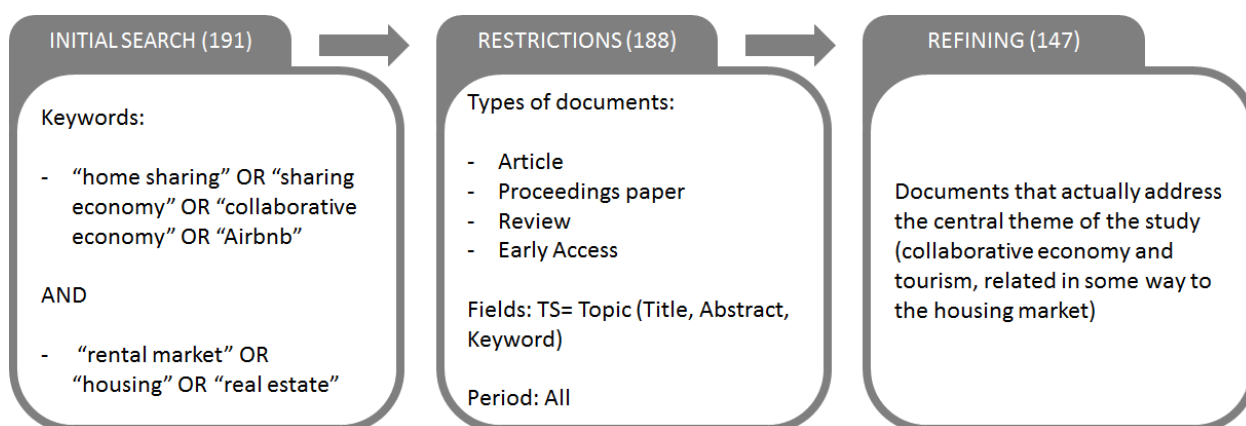 INITIAL SEARCH (191)
Keywords:
- “home sharing” OR “sharing
economy” OR “collaborative
economy” OR “Airbnb”
AND
- “rental market” OR
“housing” OR “real estate”
RESTRICTIONS (188)
Types of documents:
- Article
- Proceedings paper
- Review
- Early Access
Fields: TS= Topic (Title, Abstract,
Keyword)
Period: All
REFINING (147)
Documents that actually address
the central theme of the study
(collaborative economy and
tourism, related in some way to
the housing market)